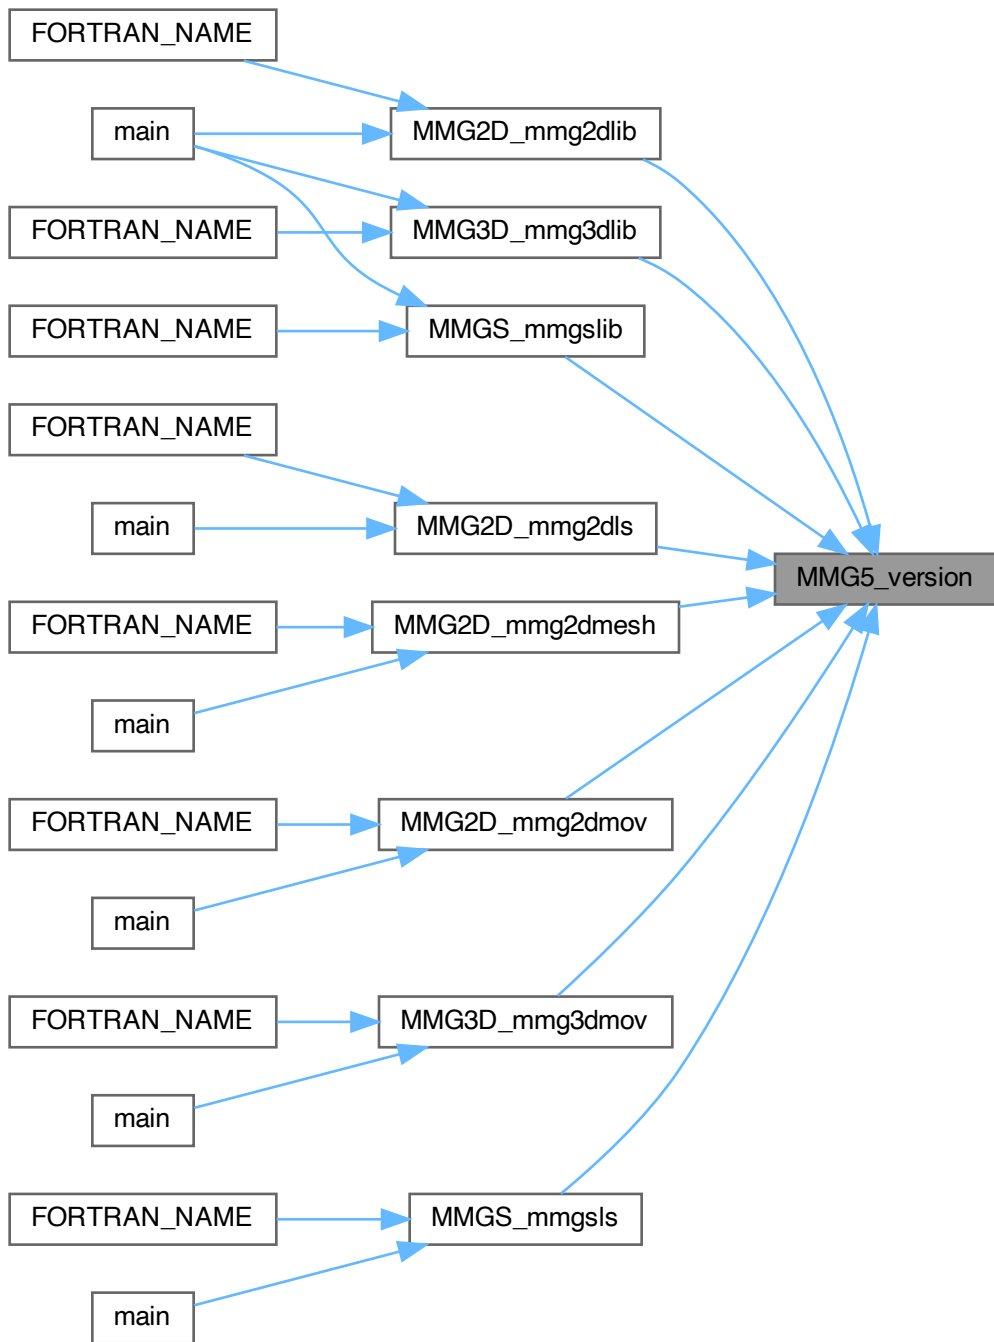 FORTRAN_NAME
main
MMG2D_mmg2dlib
FORTRAN_NAME
MMG3D_mmg3dlib
FORTRAN_NAME
MMGS_mmgslib
FORTRAN_NAME
main
MMG2D_mmg2dls
MMG5_version
FORTRAN_NAME
MMG2D_mmg2dmesh
main
FORTRAN_NAME
MMG2D_mmg2dmov
main
FORTRAN_NAME
MMG3D_mmg3dmov
main
FORTRAN_NAME
MMGS_mmgsls
main